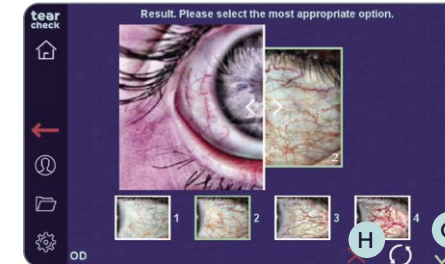 tear
check
Result. Please select the most appropriate option.
2
1
2
3
4
H
OD